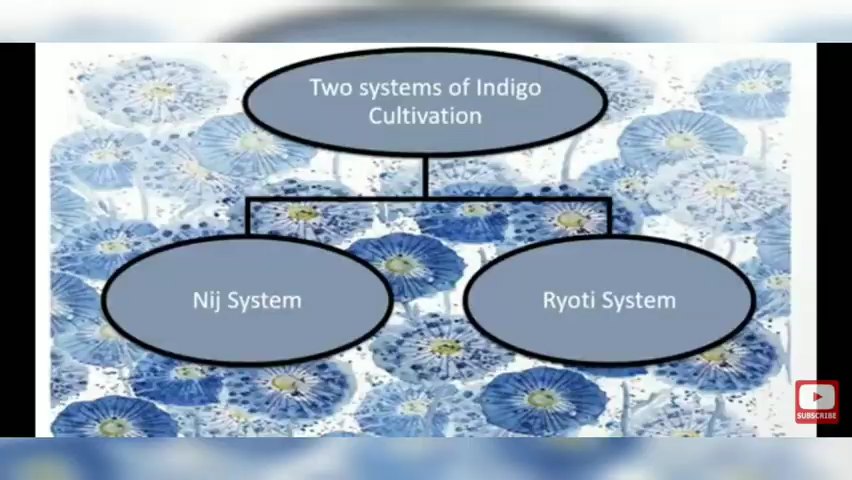 Two systems of Indigo
Cultivation
Nij System
Ryoti System
SUBSCRIBE